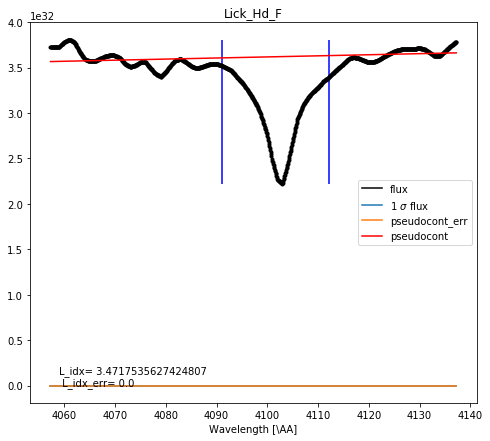 Lick_Hd_F
1e32
4.0
3.5
3.0
2.5
2.0
1.5
1.0
0.5
0.0
flux
1 σ flux
pseudocont_err
pseudocont
L_idx= 3.4717535627424807
L_idx_err= 0.0
4060 4070 4080 4090 4100 4110 4120 4130 4140
Wavelength [\AA]